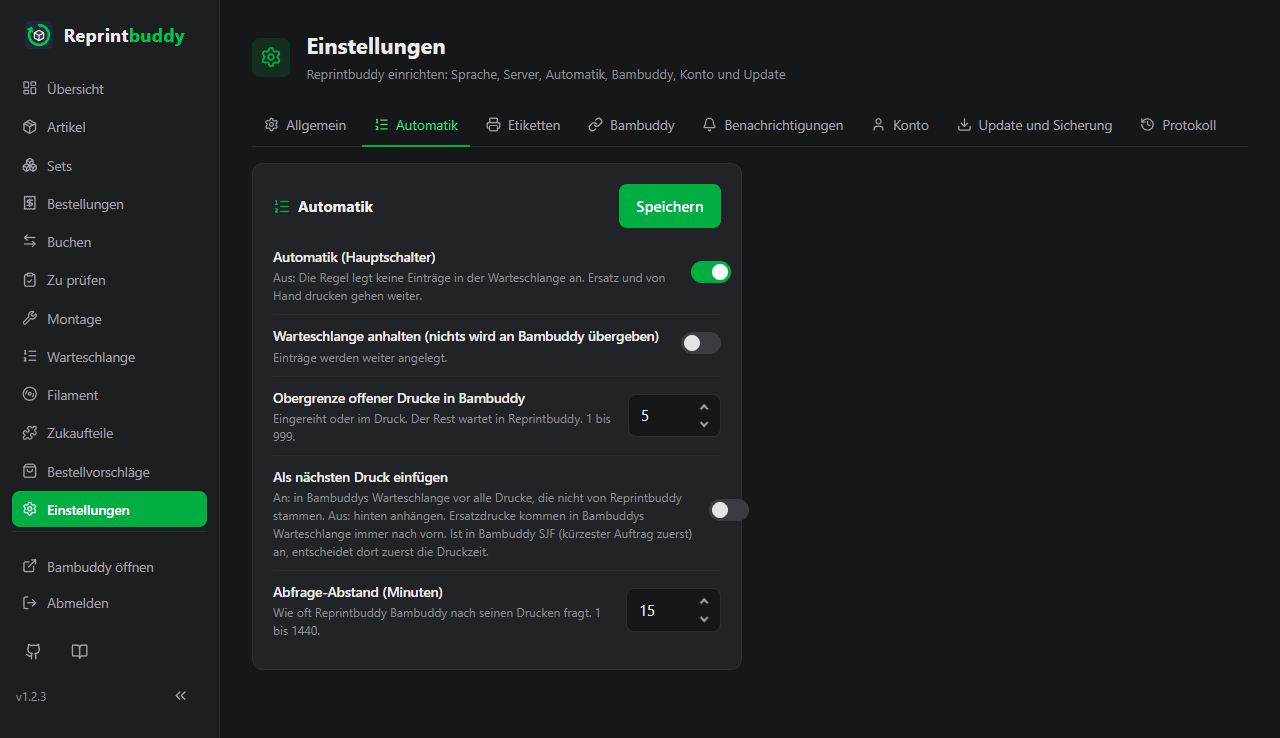 Reprintbuddy
Übersicht
Artikel
Sets
Bestellungen
Buchen
Zu prüfen
Montage
Warteschlange
Filament
Zukaufteile
Bestellvorschläge
Einstellungen
Bambuddy öffnen
Abmelden
v1.2.3
Einstellungen
Reprintbuddy einrichten: Sprache, Server, Automatik, Bambuddy, Konto und Update
Allgemein
Automatik
Etiketten
Bambuddy
Benachrichtigungen
Konto
Update und Sicherung
Protokoll
Automatik
Speichern
Automatik (Hauptschalter)
Aus: Die Regel legt keine Einträge in der Warteschlange an. Ersatz und von
Hand drucken gehen weiter.
Warteschlange anhalten (nichts wird an Bambuddy übergeben)
Einträge werden weiter angelegt.
Obergrenze offener Drucke in Bambuddy
Eingereiht oder im Druck. Der Rest wartet in Reprintbuddy. 1 bis
999.
5
Als nächsten Druck einfügen
An: in Bambuddys Warteschlange vor alle Drucke, die nicht von Reprintbuddy
stammen. Aus: hinten anhängen. Ersatzdrucke kommen in Bambuddys
Warteschlange immer nach vorn. Ist in Bambuddy SJF (kürzester Auftrag zuerst)
an, entscheidet dort zuerst die Druckzeit.
Abfrage-Abstand (Minuten)
Wie oft Reprintbuddy Bambuddy nach seinen Drucken fragt. 1
bis 1440.
15